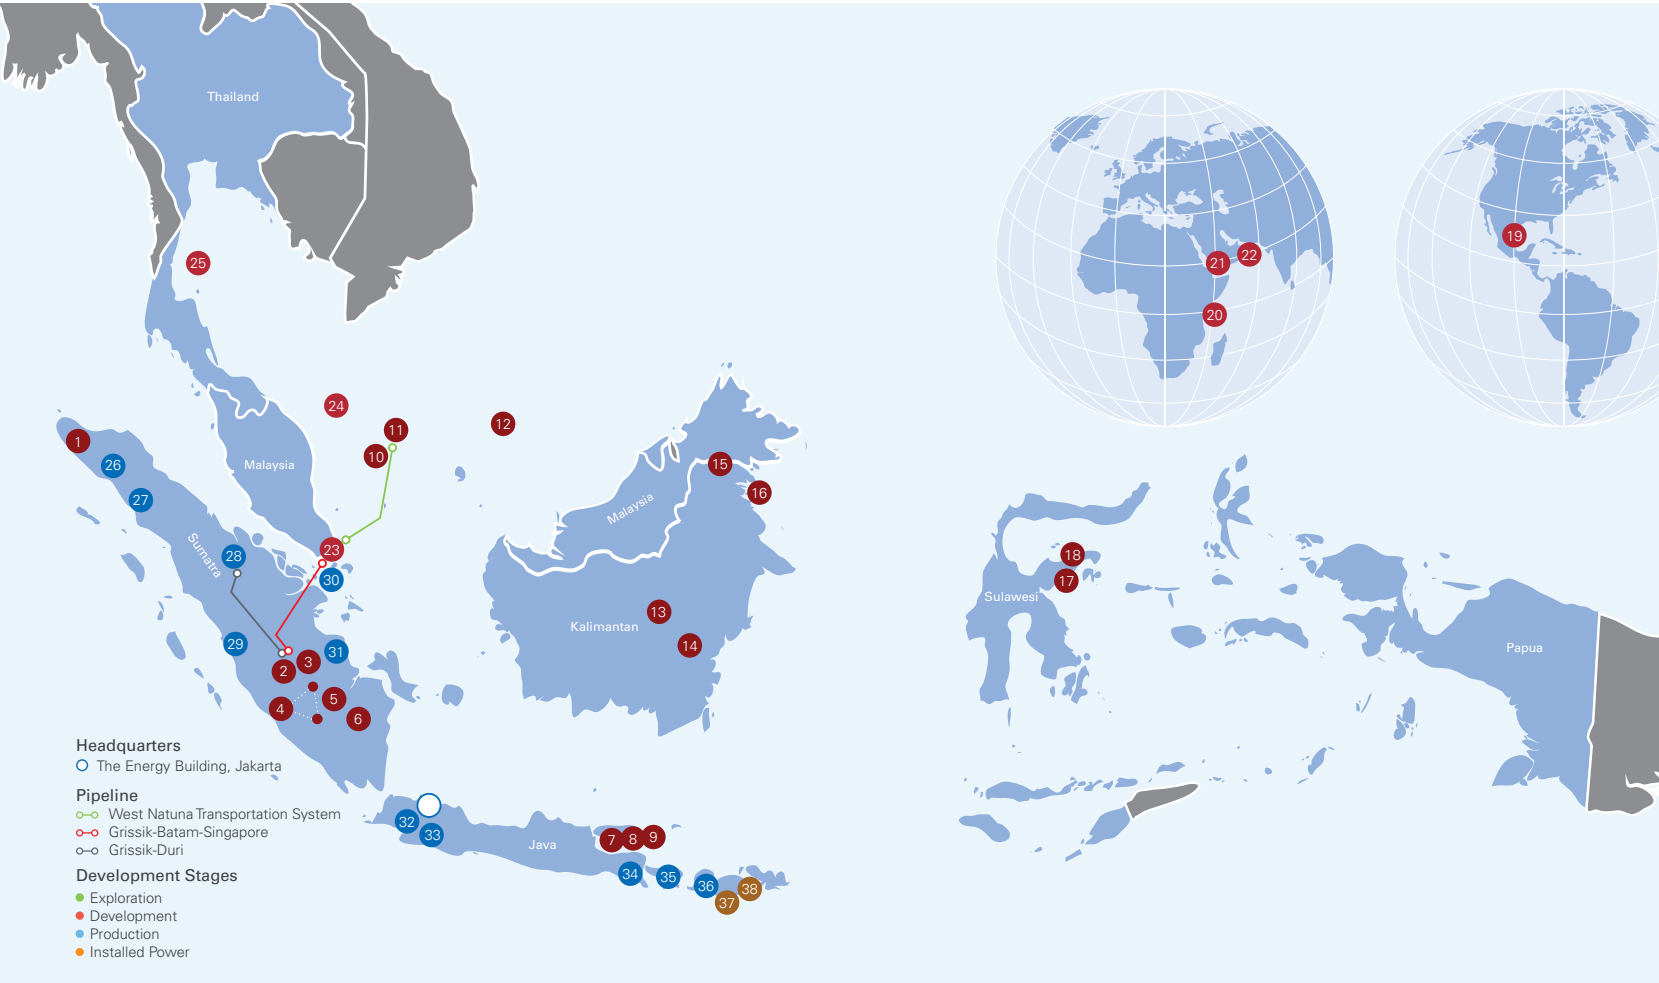 Thailand
25
21
22
20
19
24
11
10
12
1
26
27
Malaysia
Malaysia
15
16
Sumatra
28
23
30
18
17
Sulawesi
13
Kalimantan
14
29
31
2
3
4
5
6
Papua
Headquarters
The Energy Building, Jakarta
Pipeline
West Natuna Transportation System
Grissik-Batam-Singapore
Grissik-Duri
Development Stages
Exploration
Development
Production
Installed Power
32
33
Java
7
8
9
34
35
36
37
38